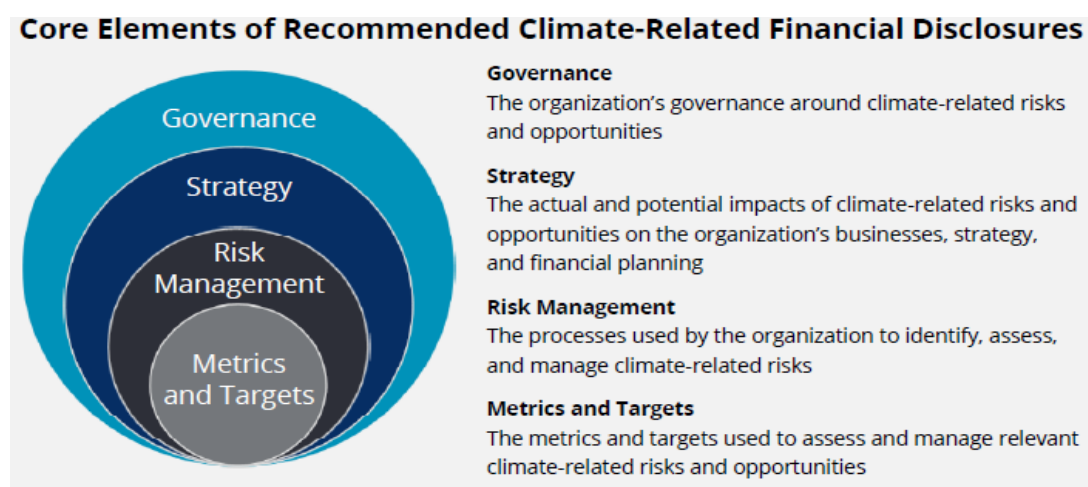 Core Elements of Recommended Climate-Related Financial Disclosures
Governance
Strategy
Risk
Management
Metrics
and Targets
Governance
The organization’s governance around climate-related risks
and opportunities
Strategy
The actual and potential impacts of climate-related risks and
opportunities on the organization’s businesses, strategy,
and financial planning
Risk Management
The processes used by the organization to identify, assess,
and manage climate-related risks
Metrics and Targets
The metrics and targets used to assess and manage relevant
climate-related risks and opportunities